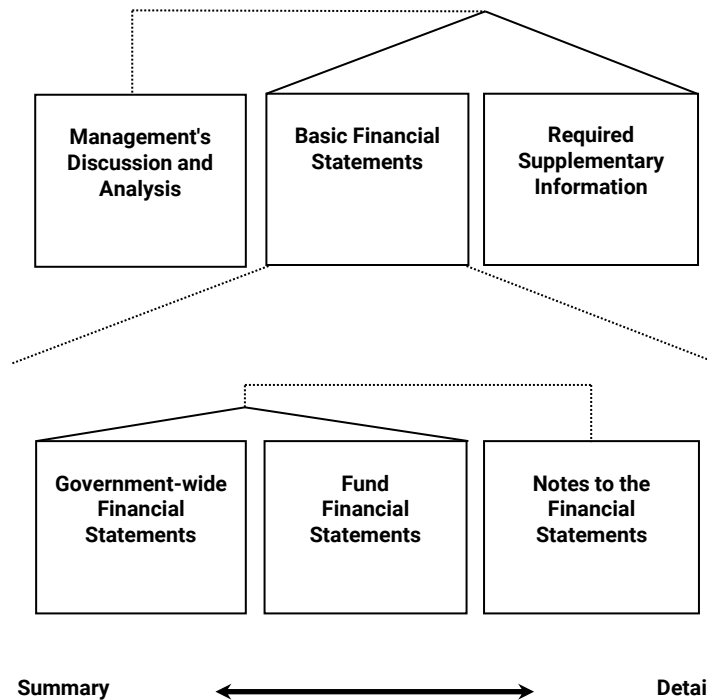 Management's
Discussion and
Analysis
Basic Financial
Statements
Required
Supplementary
Information
Government-wide
Financial
Statements
Fund
Financial
Statements
Notes to the
Financial
Statements
Summary
Detai